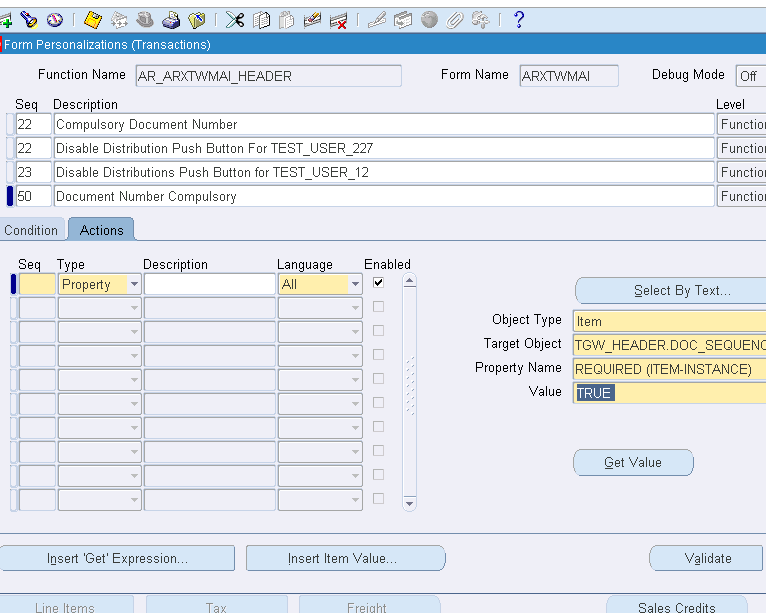 Form Personalizations (Transactions)
Function Name AR_ARXTWMAI_HEADER Form Name ARXTWMAI Debug Mode Off
Seq Description Level
22 Compulsory Document Number Function
22 Disable Distribution Push Button For TEST_USER_227 Function
23 Disable Distributions Push Button for TEST_USER_12 Function
50 Document Number Compulsory Function
Condition Actions
Seq Type Description Language Enabled
Property All
Select By Text...
Object Type Item
Target Object TGW_HEADER.DOC_SEQUENC
Property Name REQUIRED (ITEM-INSTANCE)
Value TRUE
Get Value
Insert 'Get' Expression... Insert Item Value... Validate
Line Items Tax Freight Sales Credits